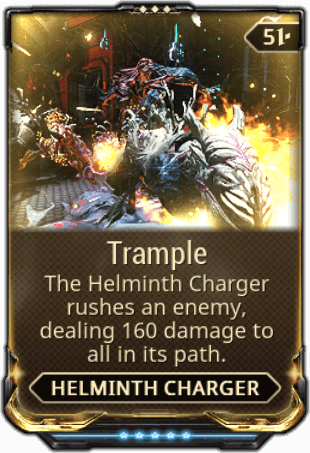 51
Trample
The Helminth Charger
rushes an enemy,
dealing 160 damage to
all in its path.
HELMINTH CHARGER